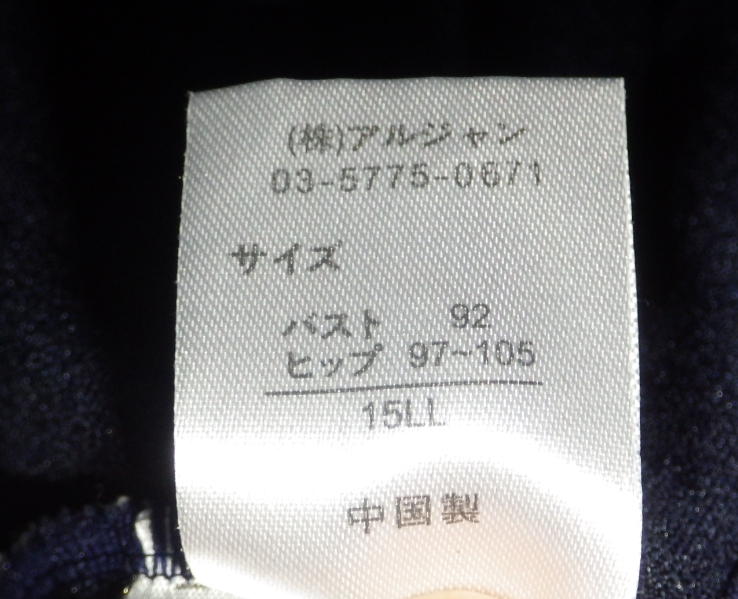 (株)アルジャン
03-5775-0671
サイズ
バスト 92
ヒップ 97~105
15LL
中国製